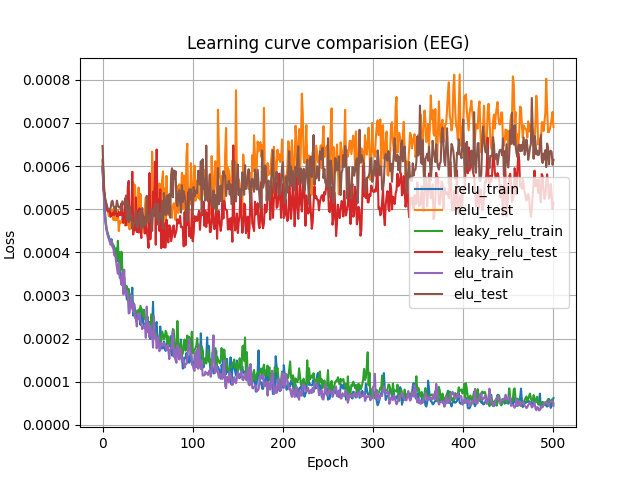 Learning curve comparision (EEG)
0.0008
0.0007
0.0006
0.0005
0.0004
0.0003
0.0002
0.0001
0.0000
Loss
relu_train
relu_test
leaky_relu_train
leaky_relu_test
elu_train
elu_test
0 100 200 300 400 500
Epoch